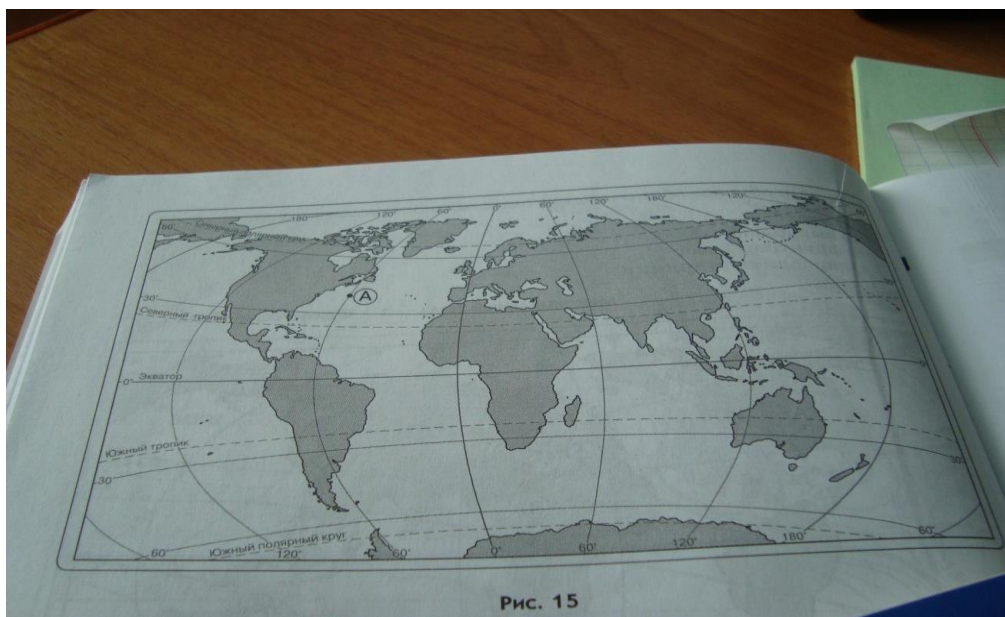 180° 120° 60° 0° 60° 120° 180° 120°
60°
А
30°
Северный тропик
0° Экватор
Южный тропик
30° 30°
60° Южный полярный круг 120° 60° 0° 60° 120° 180° 60°
Рис. 15